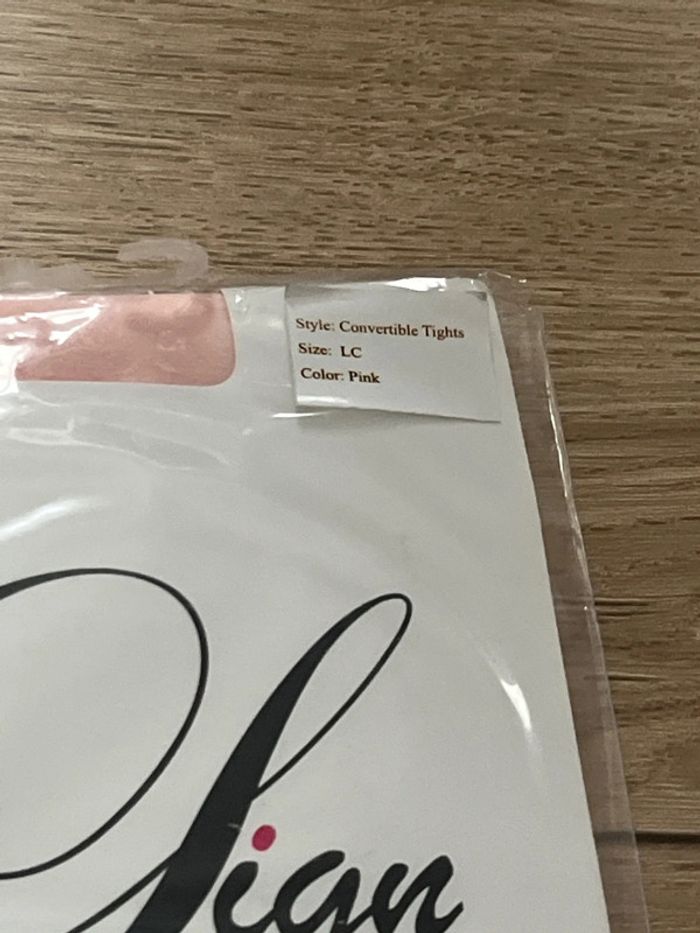 Style: Convertible Tights
Size: LC
Color: Pink